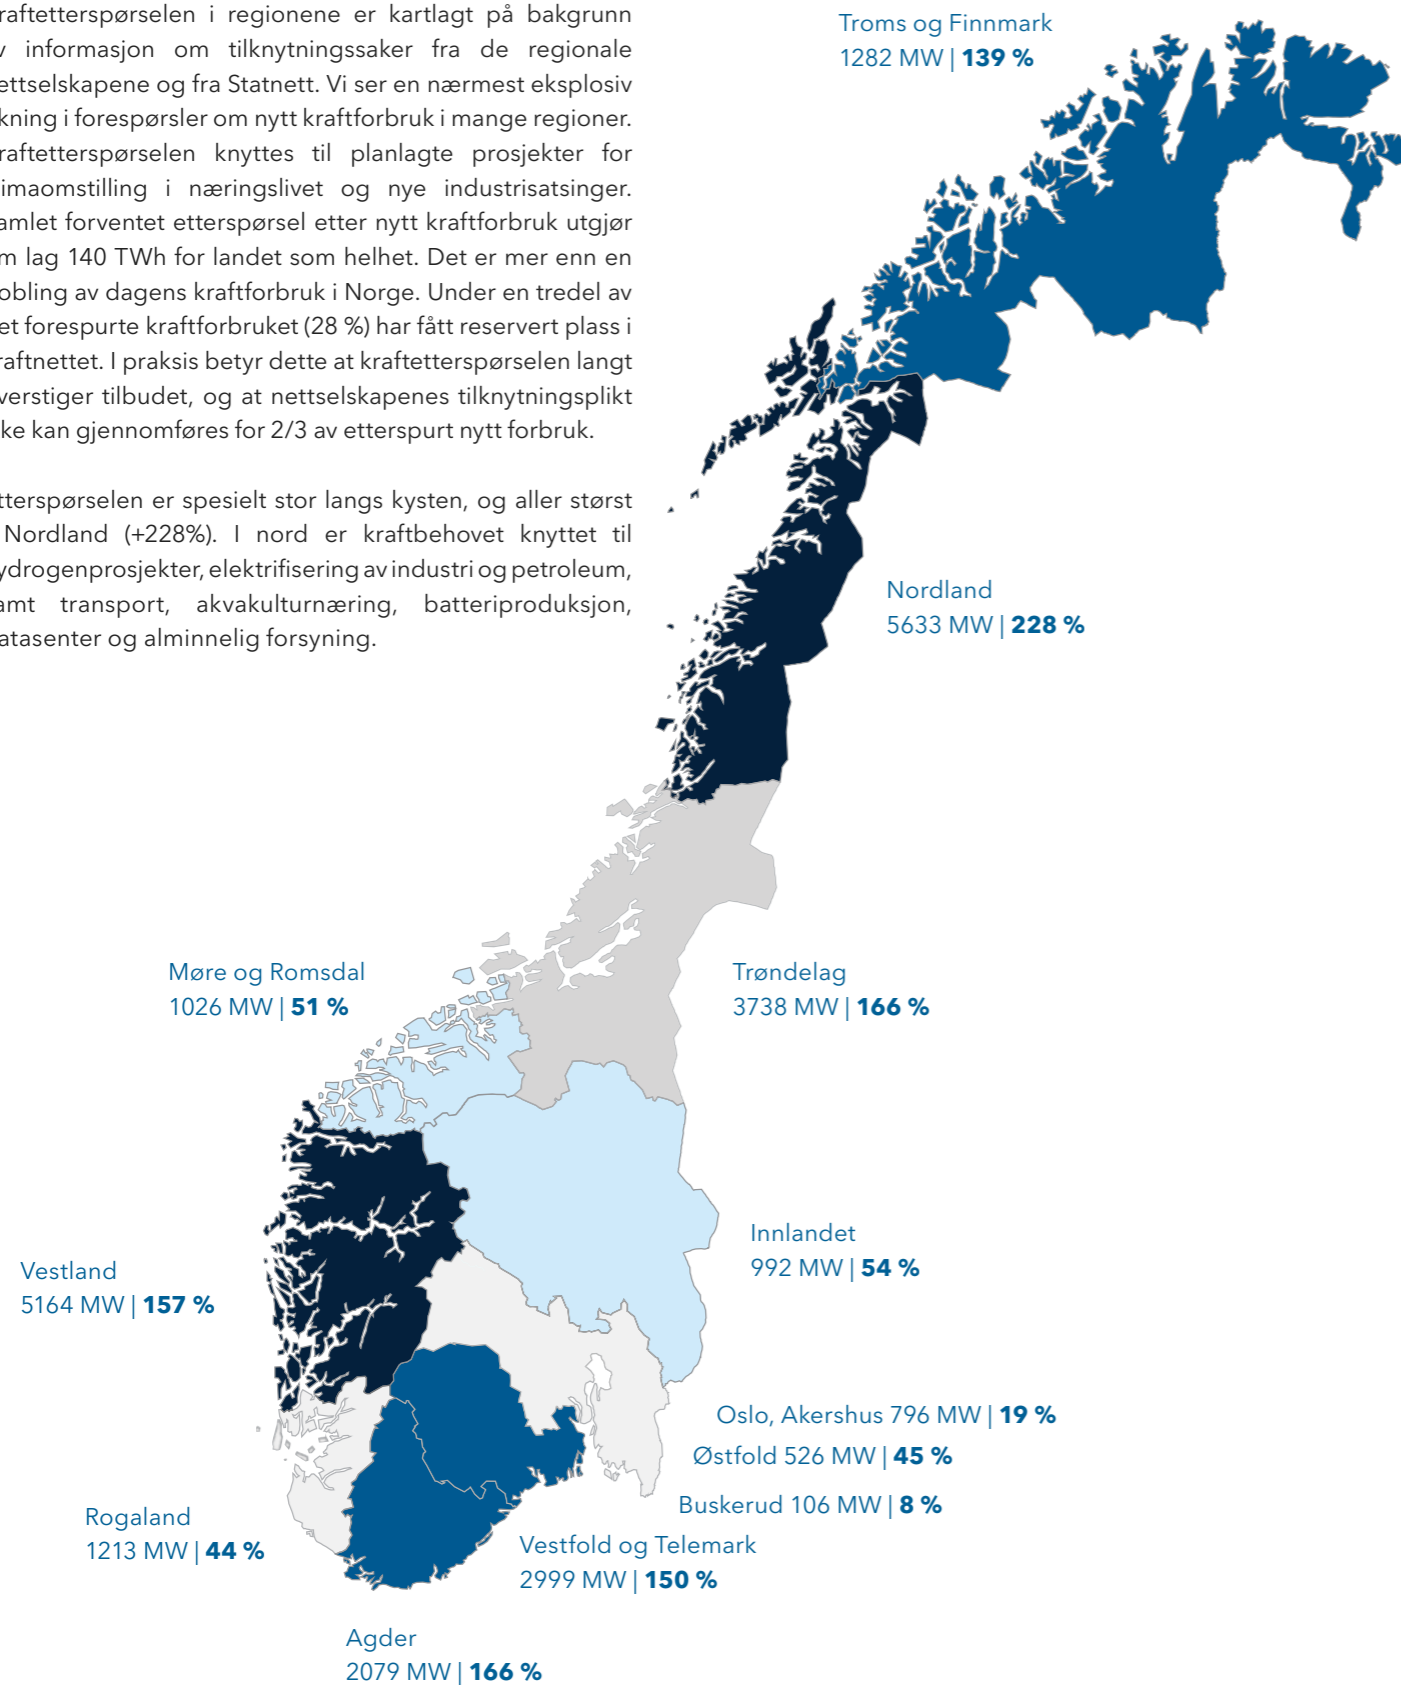 raftetterspørselen i regionene er kartlagt på bakgrunn
v informasjon om tilknytningssaker fra de regionale
ettselskapene og fra Statnett. Vi ser en nærmest eksplosiv
kning i forespørsler om nytt kraftforbruk i mange regioner.
raftetterspørselen knyttes til planlagte prosjekter for
imaomstilling i næringslivet og nye industrisatsinger.
amlet forventet etterspørsel etter nytt kraftforbruk utgjør
m lag 140 TWh for landet som helhet. Det er mer enn en
obling av dagens kraftforbruk i Norge. Under en tredel av
et forespurte kraftforbruket (28 %) har fått reservert plass i
raftnettet. I praksis betyr dette at kraftetterspørselen langt
verstiger tilbudet, og at nettselskapenes tilknytningsplikt
ke kan gjennomføres for 2/3 av etterspurt nytt forbruk.
tterspørselen er spesielt stor langs kysten, og aller størst
Nordland (+228%). I nord er kraftbehovet knyttet til
ydrogenprosjekter, elektrifisering av industri og petroleum,
amt transport, akvakulturnæring, batteriproduksjon,
atasenter og alminnelig forsyning.
Troms og Finnmark
1282 MW | 139 %
Nordland
5633 MW | 228 %
Møre og Romsdal
1026 MW | 51 %
Trøndelag
3738 MW | 166 %
Innlandet
992 MW | 54 %
Vestland
5164 MW | 157 %
Oslo, Akershus 796 MW | 19 %
Østfold 526 MW | 45 %
Buskerud 106 MW | 8 %
Rogaland
1213 MW | 44 %
Vestfold og Telemark
2999 MW | 150 %
Agder
2079 MW | 166 %